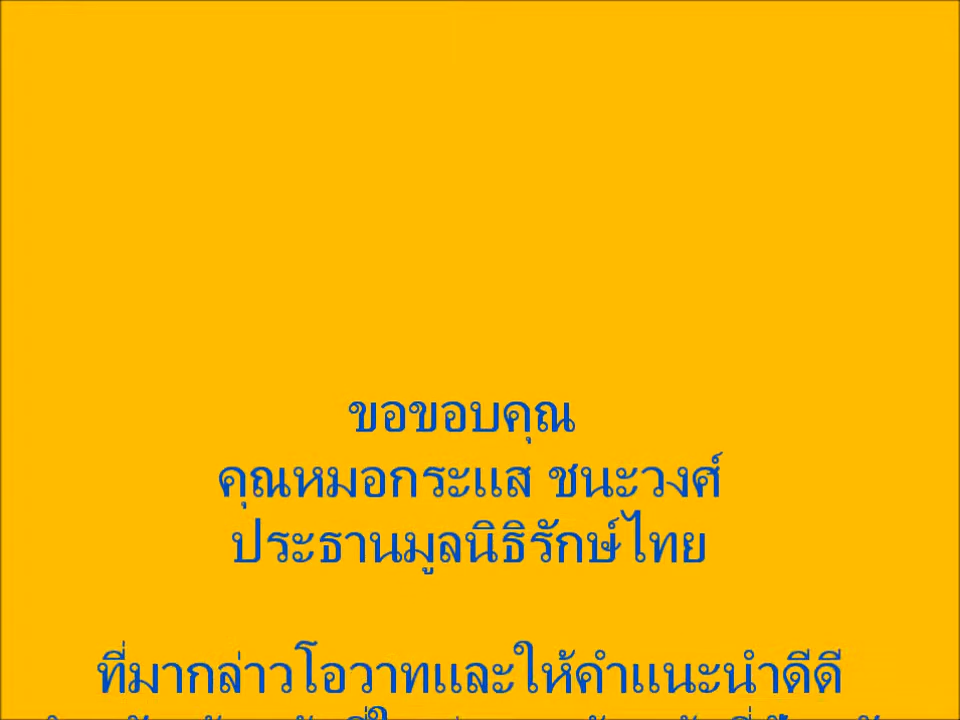 ขอขอบคุณ
คุณหมอกระแส ชนะวงศ์
ประธานมูลนิธิรักษ์ไทย
ที่มากล่าวโอวาทและให้คำแนะนำดีดี